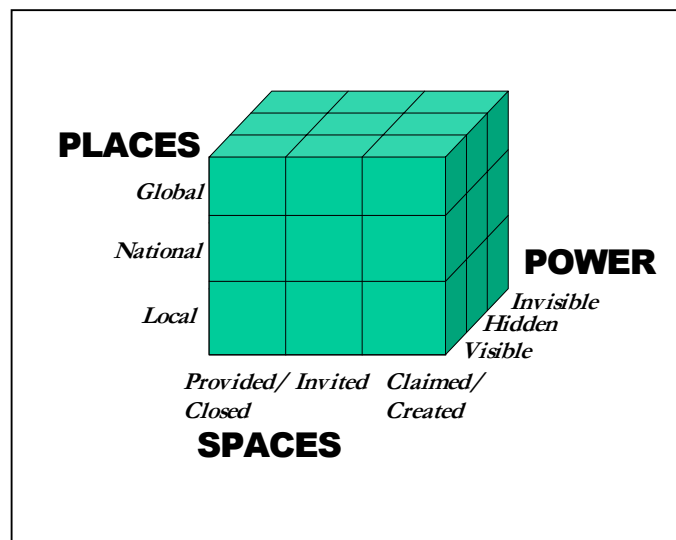 PLACES
Global
National
Local
POWER
Invisible
Hidden
Visible
Provided/ Invited Claimed/
Closed Created
SPACES